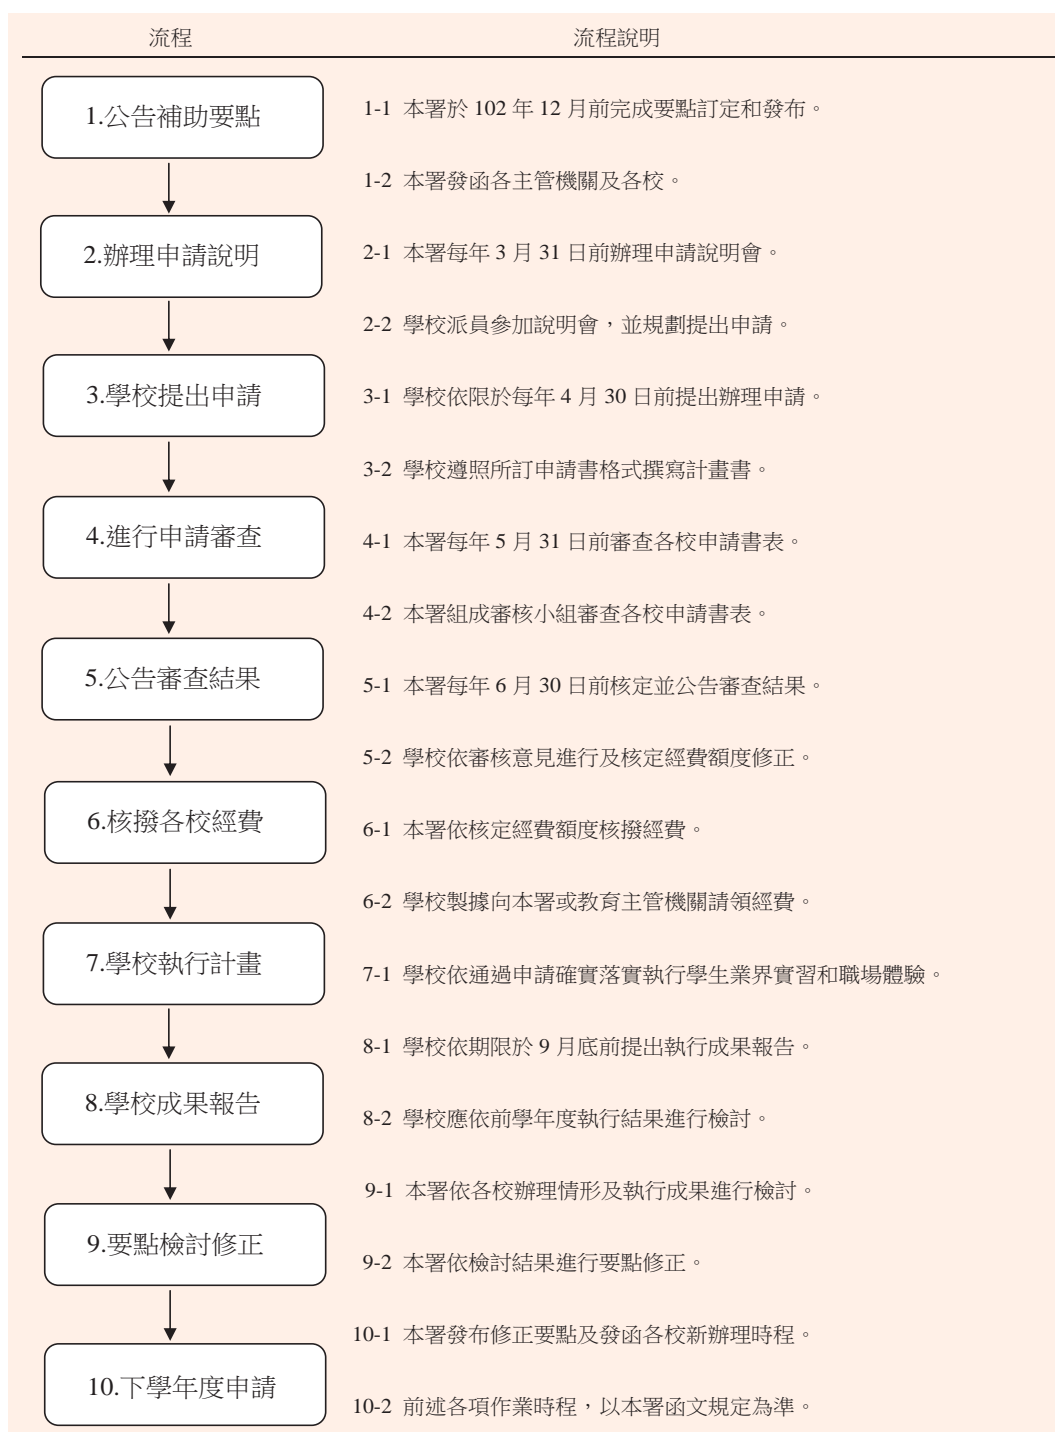 流程 流程說明
1.公告補助要點
1-1 本署於 102 年 12 月前完成要點訂定和發布。
1-2 本署發函各主管機關及各校。
2.辦理申請說明
2-1 本署每年 3 月 31 日前辦理申請說明會。
2-2 學校派員參加說明會，並規劃提出申請。
3.學校提出申請
3-1 學校依限於每年 4 月 30 日前提出辦理申請。
3-2 學校遵照所訂申請書格式撰寫計畫書。
4.進行申請審查
4-1 本署每年 5 月 31 日前審查各校申請書表。
4-2 本署組成審核小組審查各校申請書表。
5.公告審查結果
5-1 本署每年 6 月 30 日前核定並公告審查結果。
5-2 學校依審核意見進行及核定經費額度修正。
6.核撥各校經費
6-1 本署依核定經費額度核撥經費。
6-2 學校製據向本署或教育主管機關請領經費。
7.學校執行計畫
7-1 學校依通過申請確實落實執行學生業界實習和職場體驗。
8-1 學校依期限於 9 月底前提出執行成果報告。
8.學校成果報告
8-2 學校應依前學年度執行結果進行檢討。
9-1 本署依各校辦理情形及執行成果進行檢討。
9.要點檢討修正
9-2 本署依檢討結果進行要點修正。
10-1 本署發布修正要點及發函各校新辦理時程。
10.下學年度申請
10-2 前述各項作業時程，以本署函文規定為準。